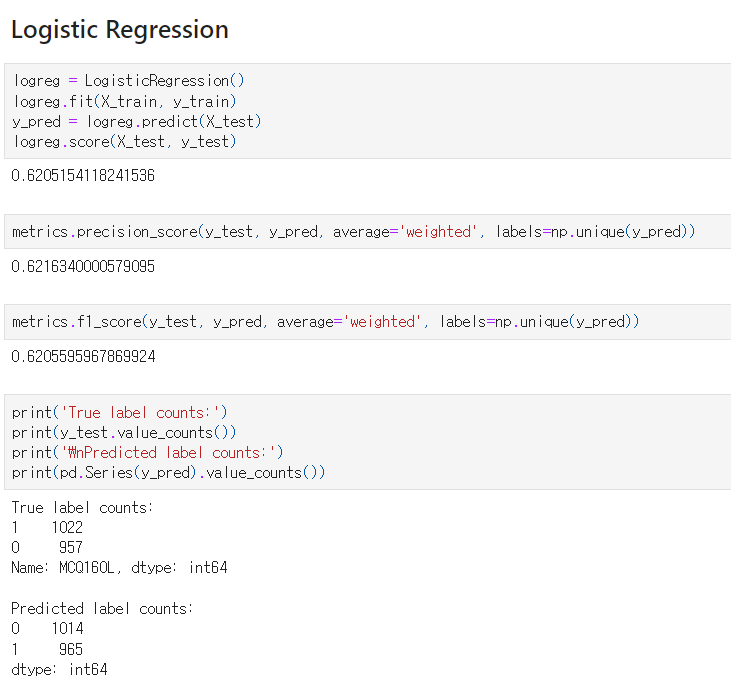 Logistic Regression
logreg = LogisticRegression()
logreg.fit(X_train, y_train)
y_pred = logreg.predict(X_test)
logreg.score(X_test, y_test)
0.6205154118241536
metrics.precision_score(y_test, y_pred, average='weighted', labels=np.unique(y_pred))
0.6216340000579095
metrics.f1_score(y_test, y_pred, average='weighted', labels=np.unique(y_pred))
0.6205595967869924
print('True label counts:')
print(y_test.value_counts())
print('₩nPredicted label counts:')
print(pd.Series(y_pred).value_counts())
True label counts:
1    1022
0     957
Name: MCQ160L, dtype: int64
Predicted label counts:
0    1014
1     965
dtype: int64